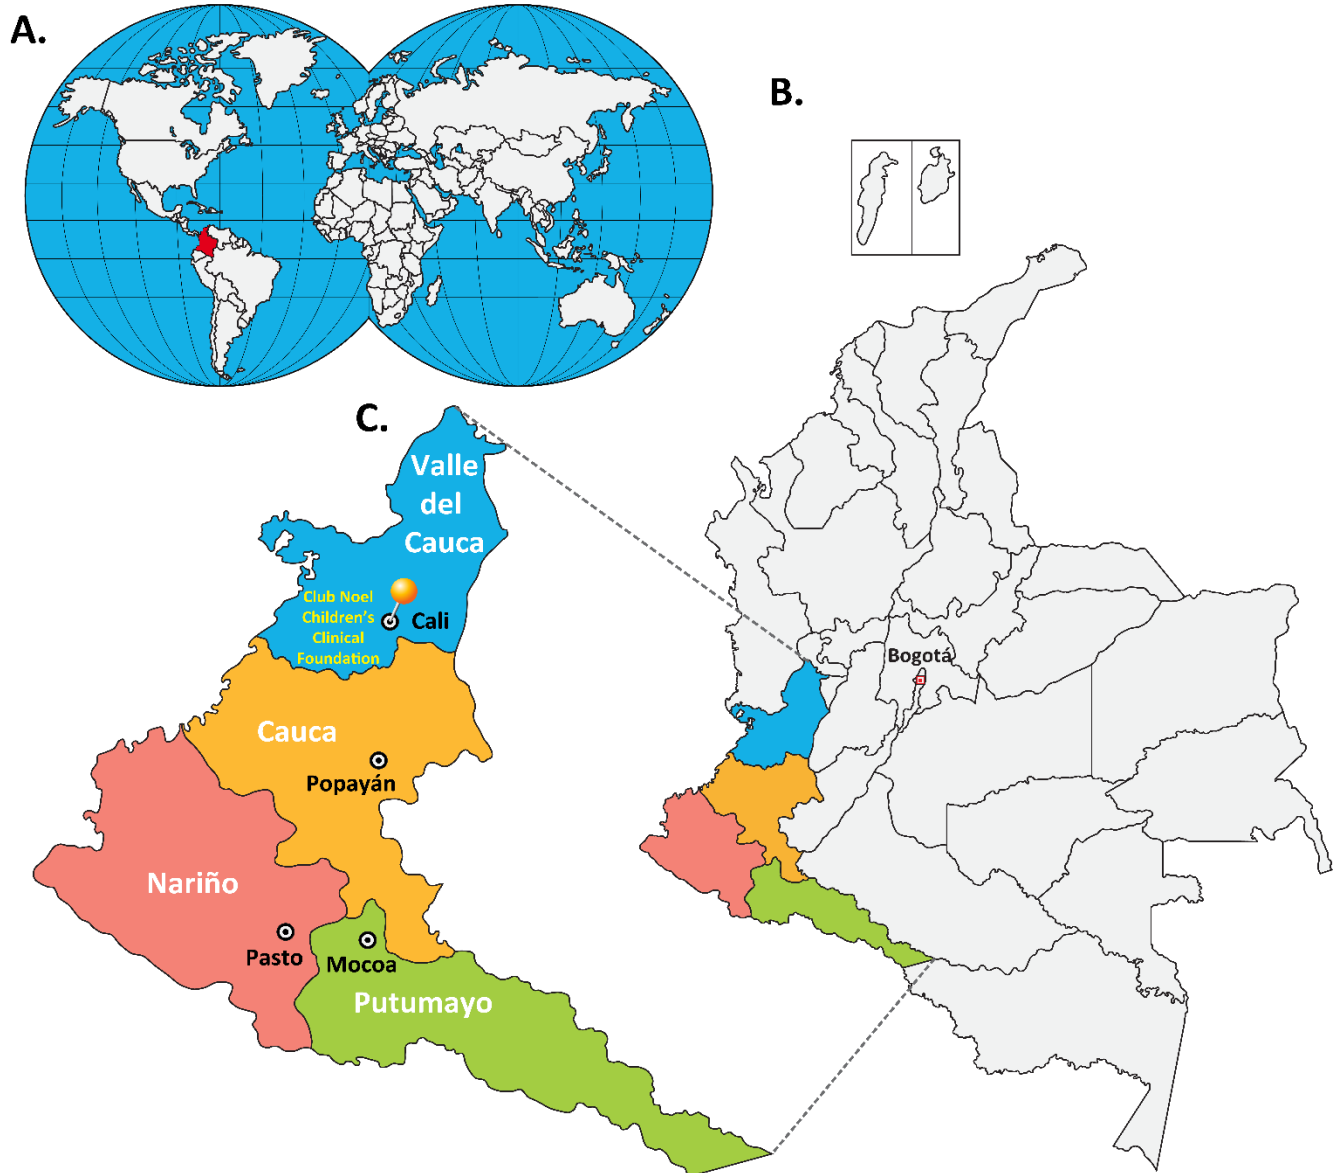 A.
B.
Bogotá
C.
Valle
del
Cauca
Club Noel
Children's
Clinical
Foundation
Cali
Cauca
Popayán
Nariño
Pasto
Mocoa
Putumayo